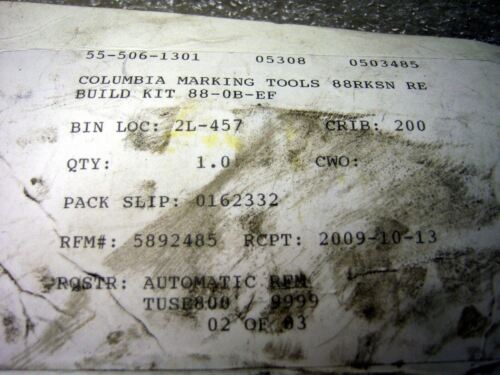 55-506-1301 05308 0503485
COLUMBIA MARKING TOOLS 88RKSN RE
BUILD KIT 88-0B-EF
BIN LOC: 2L-457 CRIB: 200
QTY: 1.0 CWO:
PACK SLIP: 0162332
RFM#: 5892485 RCPT: 2009-10-13
RQSTR: AUTOMATIC RFM
TUSE800 / 9999
02 OF 03